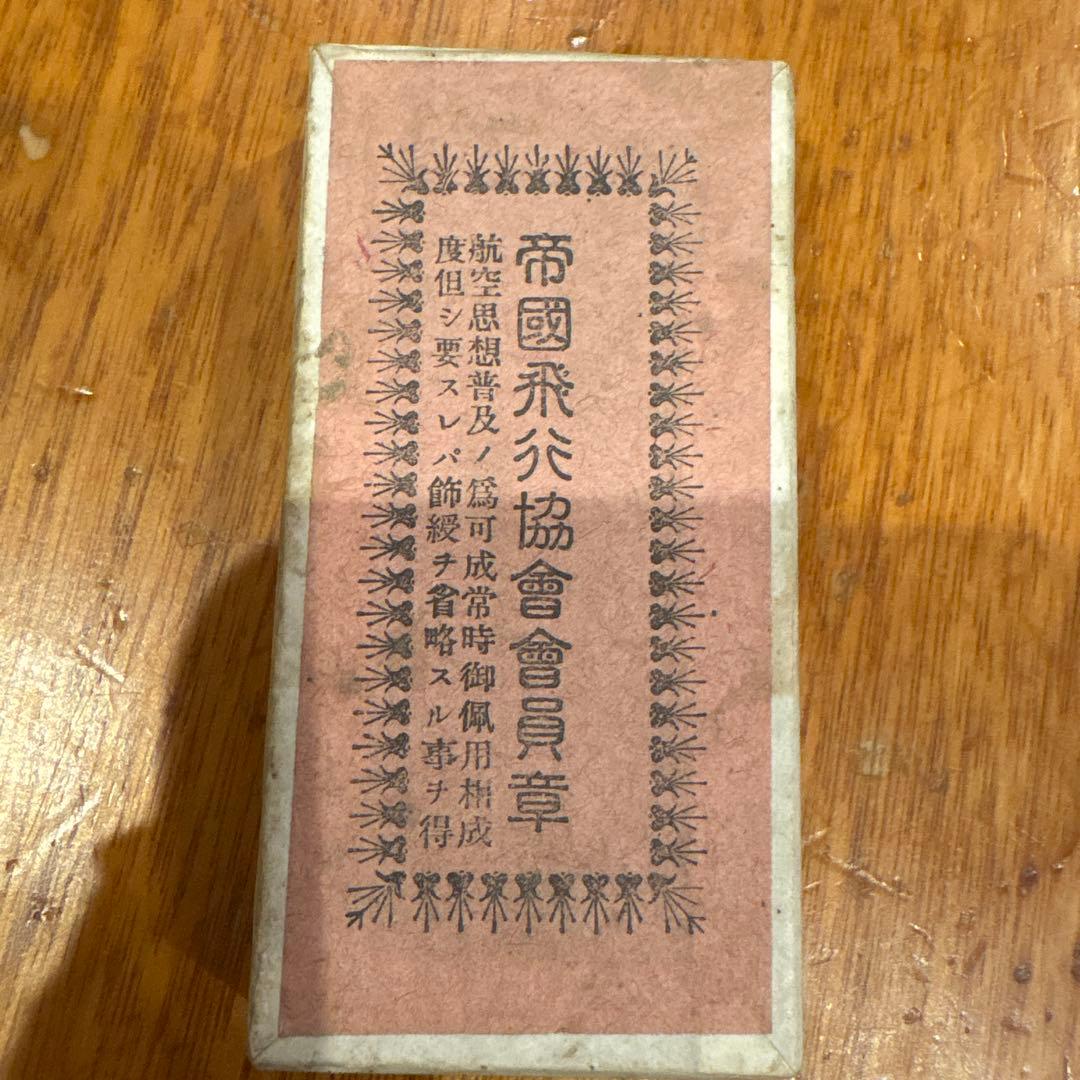 帝國飛行協會會員章
航空思想普及ノ爲可成常時御佩用相成
度但シ要スレバ飾綬ヲ省略スル事ヲ得